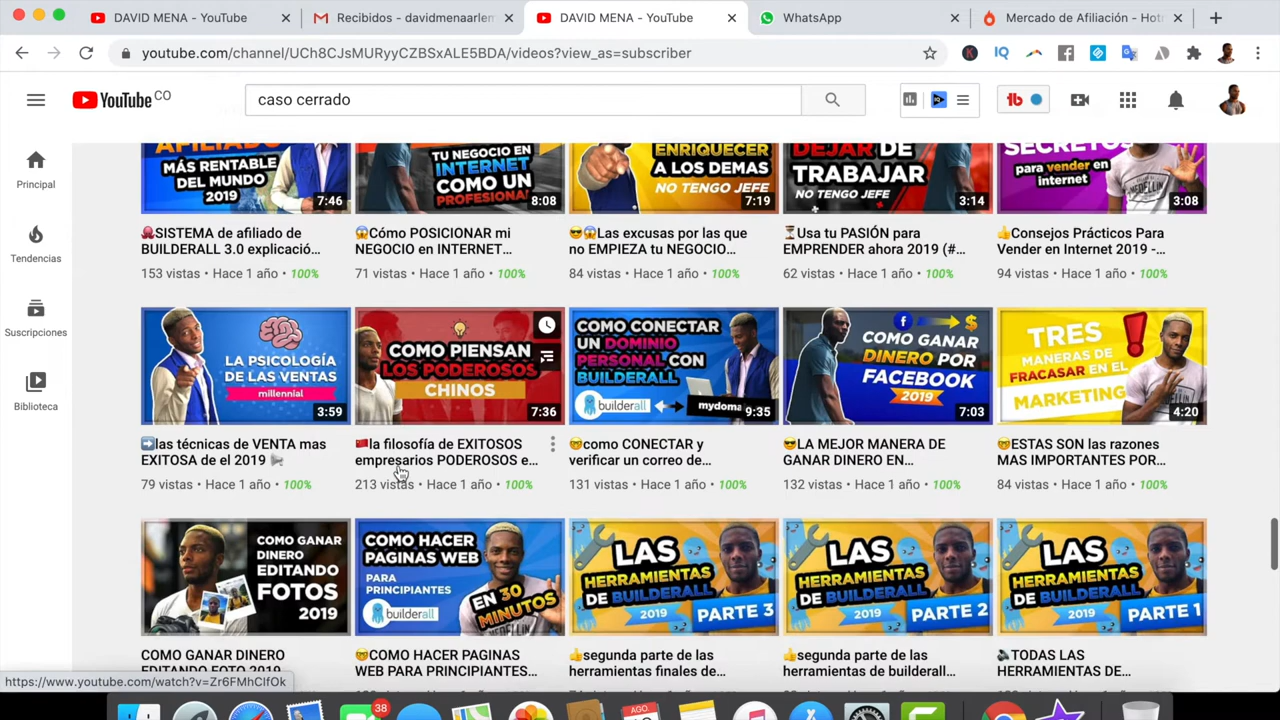 DAVID MENA - YouTube
Recibidos - davidmenaarlem
DAVID MENA - YouTube
WhatsApp
Mercado de Afiliación - Hotm
youtube.com/channel/UCh8CJsMURyyCZBSxALE5BDA/videos?view_as=subscriber
YouTube CO
caso cerrado
Principal
Tendencias
Suscripciones
Biblioteca
MÁS RENTABLE
DEL MUNDO
2019
7:46
TU NEGOCIO EN
INTERNET
COMO UN
PROFESIONAL
8:08
ENRIQUECER
A LOS DEMAS
NO TENGO JEFE
7:19
DEJAR DE
TRABAJAR
NO TENGO JEFE
3:14
SECRETOS
para vender en
internet
MEDELLIN
3:08
SISTEMA de afiliado de
BUILDERALL 3.0 explicació...
153 vistas • Hace 1 año • 100%
Cómo POSICIONAR mi
NEGOCIO en INTERNET...
71 vistas • Hace 1 año • 100%
Las excusas por las que
no EMPIEZA tu NEGOCIO...
84 vistas • Hace 1 año • 100%
Usa tu PASIÓN para
EMPRENDER ahora 2019 (#...
62 vistas • Hace 1 año • 100%
Consejos Prácticos Para
Vender en Internet 2019 -...
94 vistas • Hace 1 año • 100%
LA PSICOLOGÍA
DE LAS VENTAS
millennial
3:59
COMO PIENSAN
LOS PODEROSOS
CHINOS
7:36
COMO CONECTAR
UN DOMINIO
PERSONAL CON
BUILDERALL
builderall
mydoma
9:35
COMO GANAR
DINERO POR
FACEBOOK
2019
7:03
TRES
MANERAS DE
FRACASAR EN EL
MARKETING
4:20
las técnicas de VENTA mas
EXITOSA de el 2019
79 vistas • Hace 1 año • 100%
la filosofía de EXITOSOS
empresarios PODEROSOS e...
213 vistas • Hace 1 año • 100%
como CONECTAR y
verificar un correo de...
131 vistas • Hace 1 año • 100%
LA MEJOR MANERA DE
GANAR DINERO EN...
132 vistas • Hace 1 año • 100%
ESTAS SON las razones
MAS IMPORTANTES POR...
84 vistas • Hace 1 año • 100%
COMO GANAR
DINERO
EDITANDO
FOTOS
2019
COMO HACER
PAGINAS WEB
PARA
PRINCIPIANTES
builderall
EN 30
MINUTOS
LAS
HERRAMIENTAS
DE BUILDERALL
2019
PARTE 3
LAS
HERRAMIENTAS
DE BUILDERALL
2019
PARTE 2
LAS
HERRAMIENTAS
DE BUILDERALL
2019
PARTE 1
COMO GANAR DINERO
EDITANDO FOTO 2019
COMO HACER PAGINAS
WEB PARA PRINCIPIANTES...
segunda parte de las
herramientas finales de...
segunda parte de las
herramientas de builderall...
TODAS LAS
HERRAMIENTAS DE...
https://www.youtube.com/watch?v=Zr6FMhCIfOk
38
AGO.